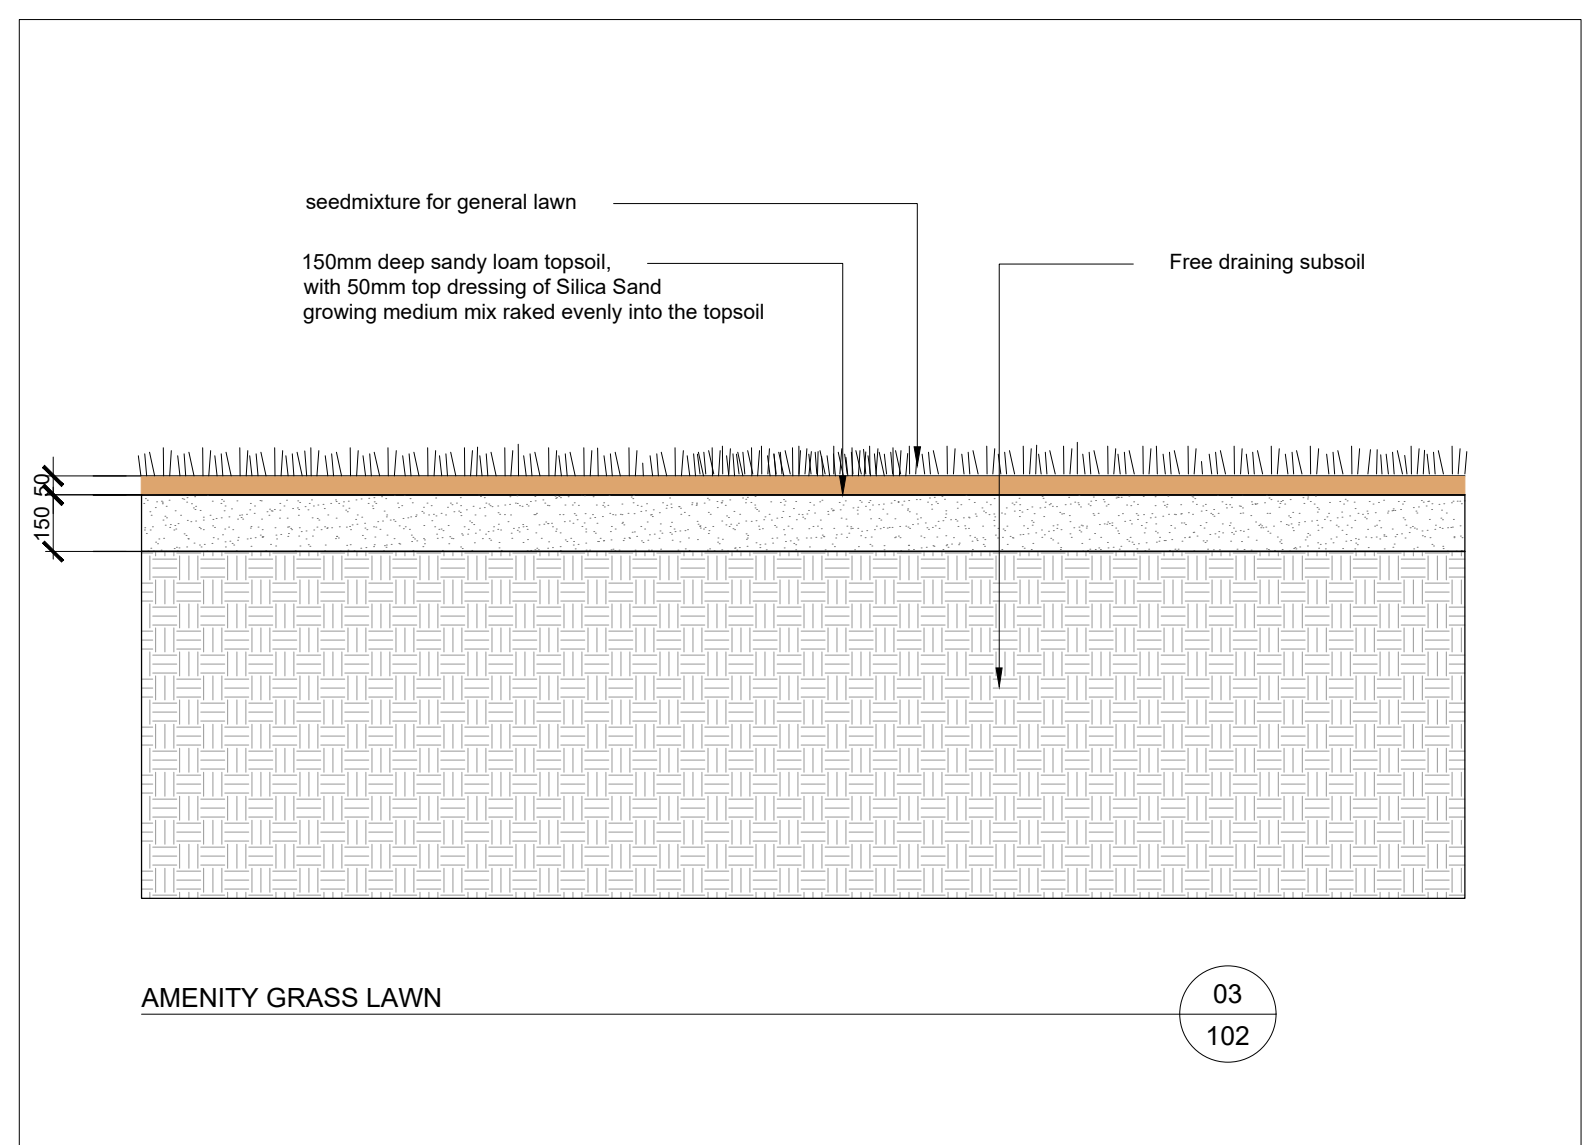 seedmixture for general lawn
150mm deep sandy loam topsoil,
with 50mm top dressing of Silica Sand
growing medium mix raked evenly into the topsoil
Free draining subsoil
50
150
AMENITY GRASS LAWN
03
102